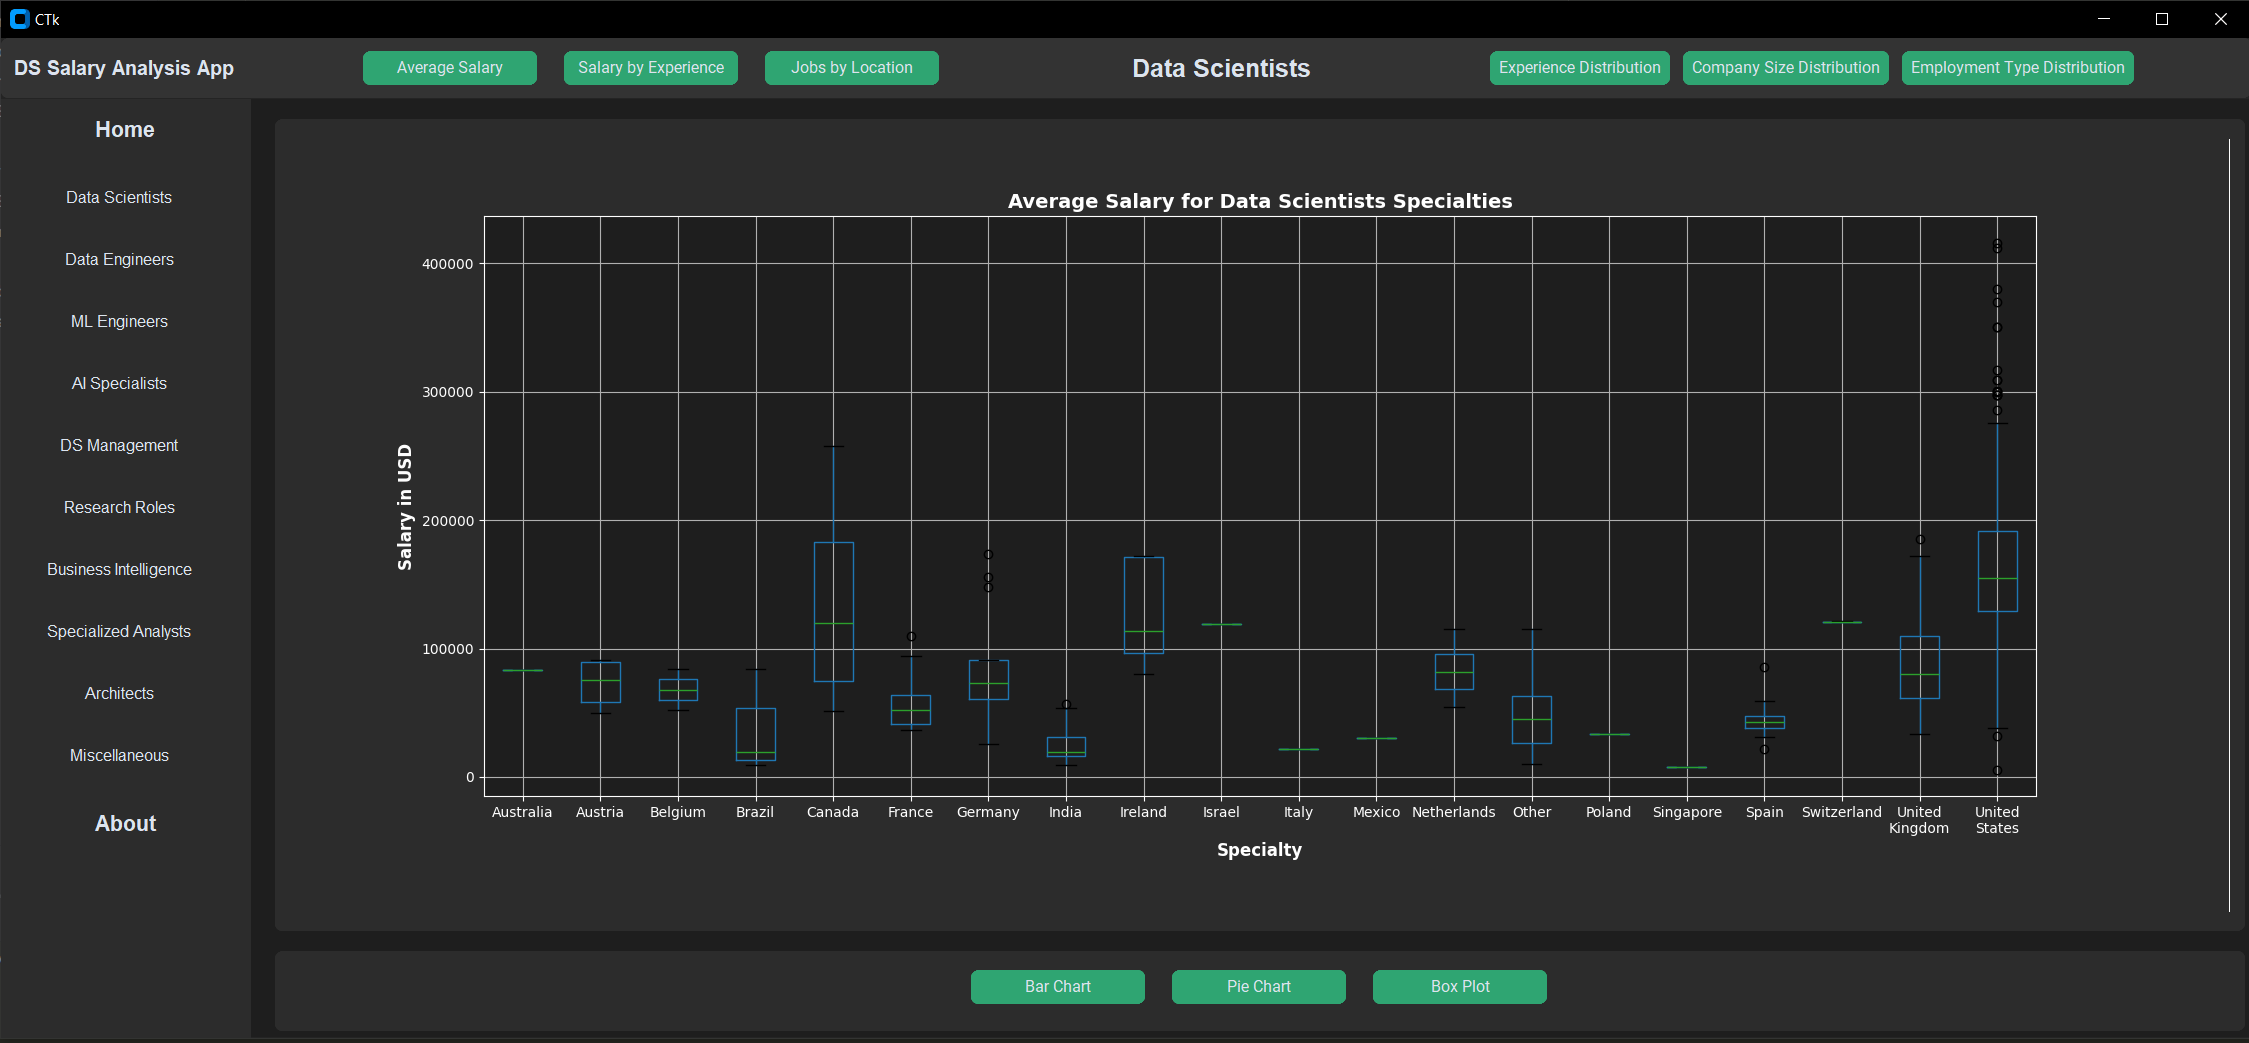 CTk
DS Salary Analysis App
Average Salary
Salary by Experience
Jobs by Location
Data Scientists
Experience Distribution
Company Size Distribution
Employment Type Distribution
Home
Data Scientists
Data Engineers
ML Engineers
AI Specialists
DS Management
Research Roles
Business Intelligence
Specialized Analysts
Architects
Miscellaneous
About
Average Salary for Data Scientists Specialties
Salary in USD
400000
300000
200000
100000
0
Australia
Austria
Belgium
Brazil
Canada
France
Germany
India
Ireland
Israel
Italy
Mexico
Netherlands
Other
Poland
Singapore
Spain
Switzerland
United
Kingdom
United
States
Specialty
Bar Chart
Pie Chart
Box Plot